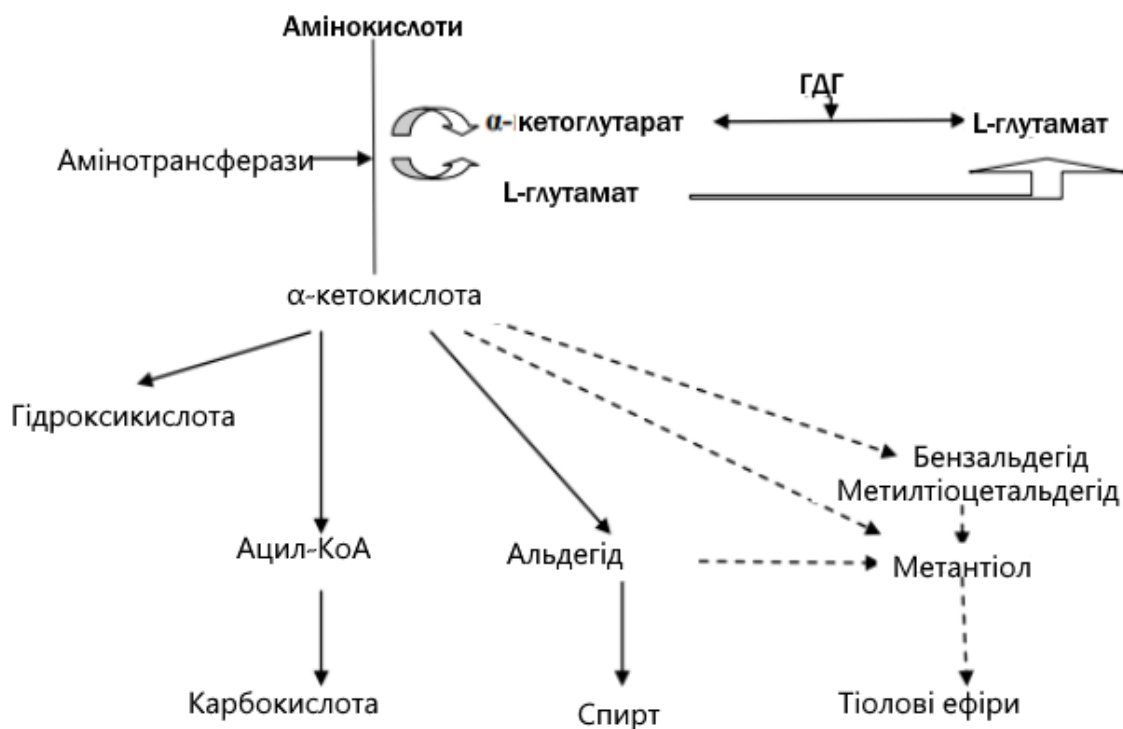 Амінокислоти
ГДГ
α- кетоглутарат
L-глутамат
Амінотрансферази
L-глутамат
α-кетокислота
Гідроксикислота
Бензальдегід
Метилтіоцетальдегід
Ацил-КоА
Альдегід
Метантіол
Карбокислота
Спирт
Тіолові ефіри